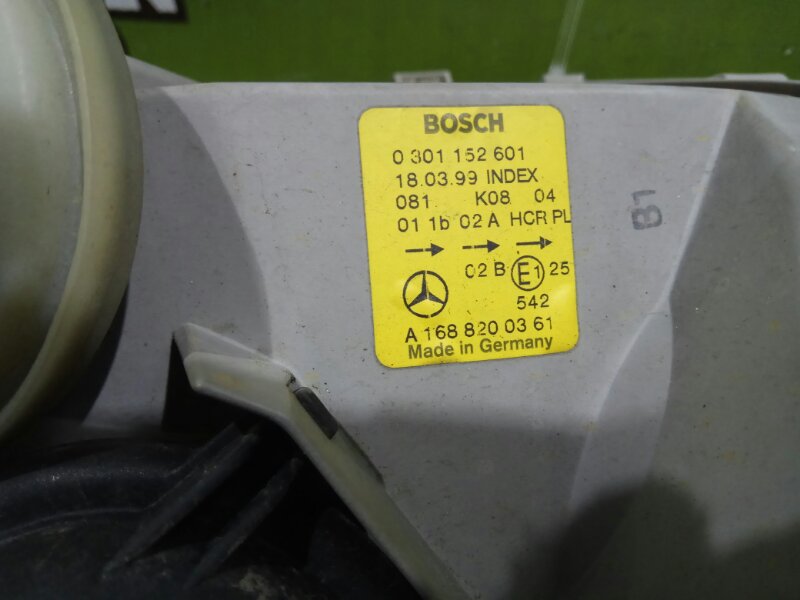 BOSCH
0 301 152 601
18.03.99 INDEX
081 K08 04
01 1b 02 A HCR PL
02 B E1 25
542
A 168 820 03 61
Made in Germany
B1